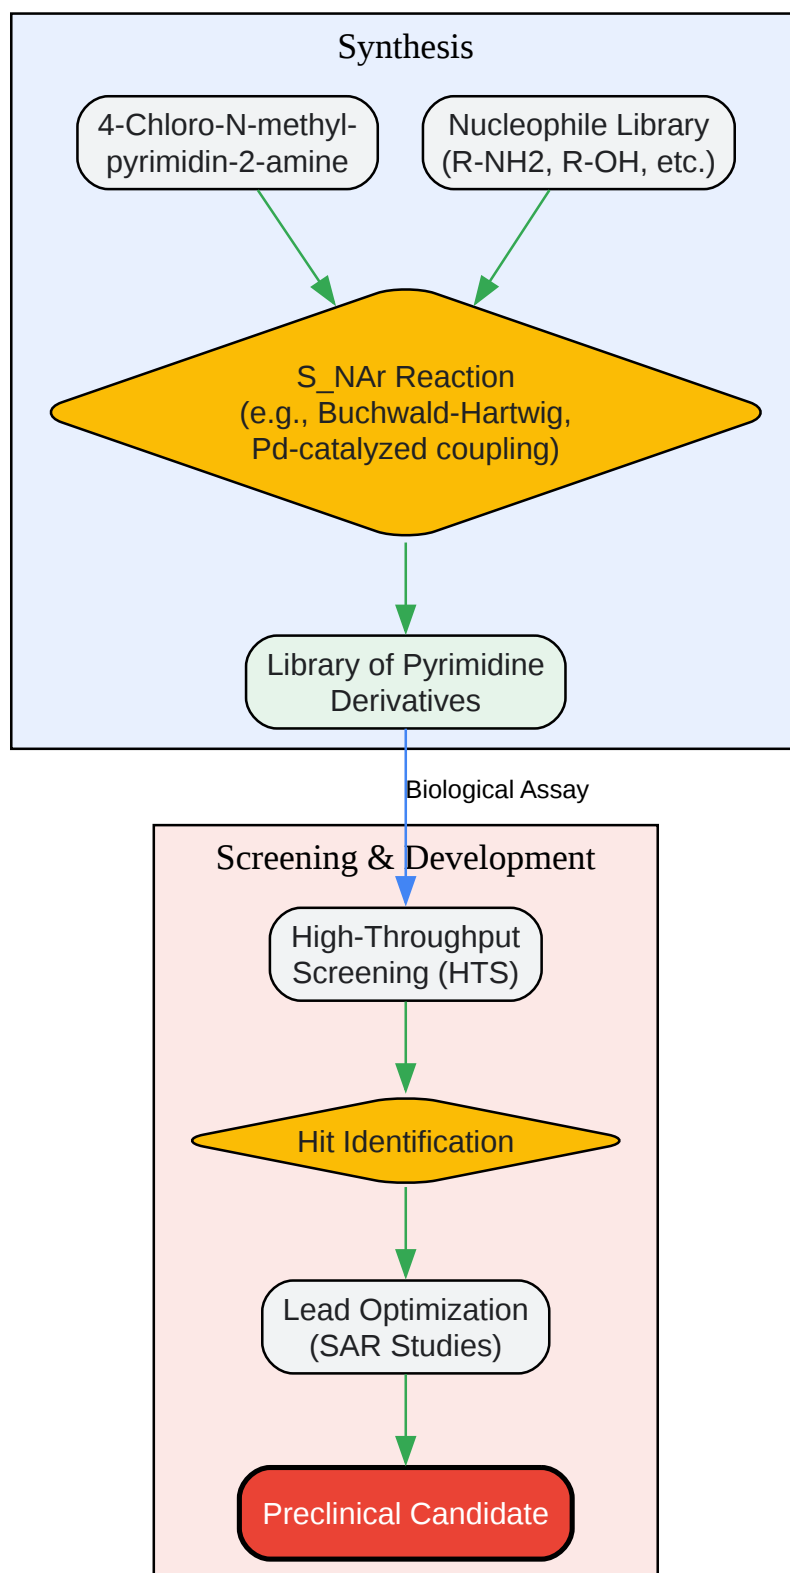 Synthesis
4-Chloro-N-methyl-
pyrimidin-2-amine
Nucleophile Library
(R-NH2, R-OH, etc.)
S_NAr Reaction
(e.g., Buchwald-Hartwig,
Pd-catalyzed coupling)
Library of Pyrimidine
Derivatives
Biological Assay
Screening & Development
High-Throughput
Screening (HTS)
Hit Identification
Lead Optimization
(SAR Studies)
Preclinical Candidate